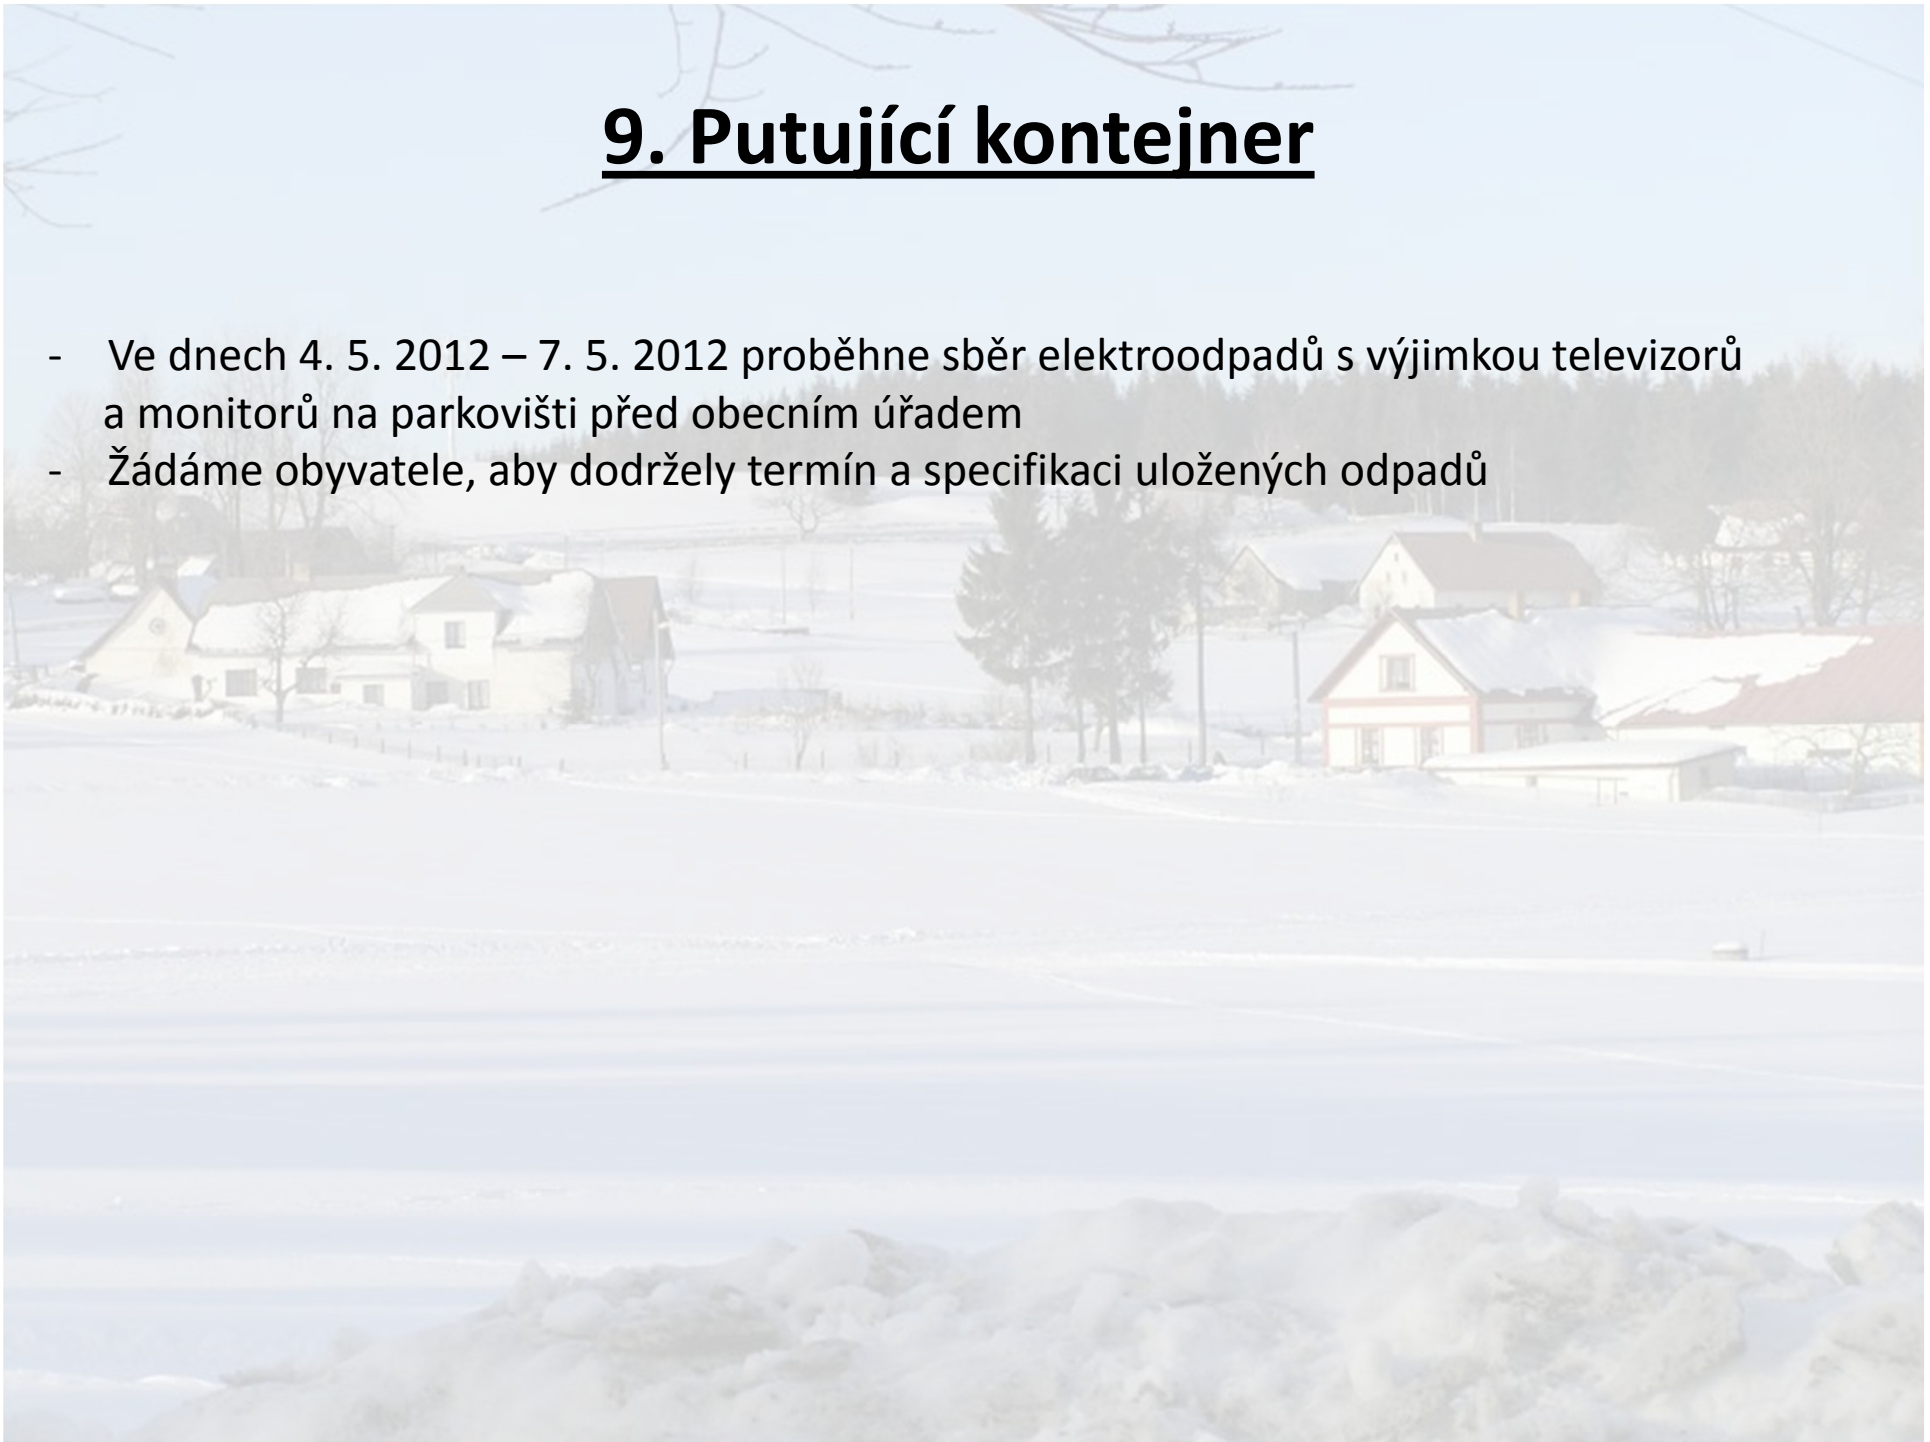 9. Putující kontejner
- Ve dnech 4. 5. 2012 – 7. 5. 2012 proběhne sběr elektroodpadů s výjimkou televizorů
a monitorů na parkovišti před obecním úřadem
- Žádáme obyvatele, aby dodržely termín a specifikaci uložených odpadů